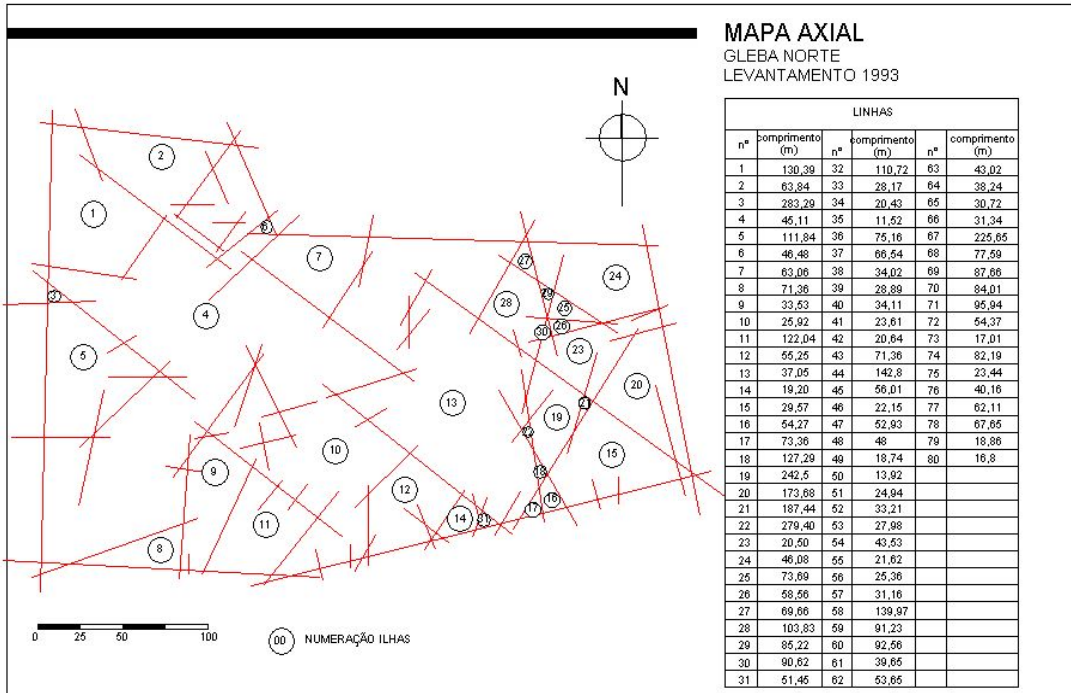 MAPA AXIAL
GLEBA NORTE
LEVANTAMENTO 1993
N
2
1
6
7
27
24
3
29
28
25
4
26
30
5
23
20
13
21
19
22
10
15
9
18
12
16
17
11
14
31
8
0 25 50 100
00 NUMERAÇÃO ILHAS
LINHAS
nº comprimento (m) nº comprimento (m) nº comprimento (m)
1 130,39 32 110,72 63 43,02
2 63,84 33 28,17 64 38,24
3 283,29 34 20,43 65 30,72
4 45,11 35 11,52 66 31,34
5 111,84 36 75,16 67 225,65
6 46,48 37 66,54 68 77,59
7 63,06 38 34,02 69 87,66
8 71,36 39 28,89 70 84,01
9 33,53 40 34,11 71 95,94
10 25,92 41 23,61 72 54,37
11 122,04 42 20,64 73 17,01
12 55,25 43 71,36 74 82,19
13 37,05 44 142,8 75 23,44
14 19,20 45 56,01 76 40,16
15 29,57 46 22,15 77 62,11
16 54,27 47 52,93 78 67,65
17 73,36 48 48 79 18,86
18 127,29 49 18,74 80 16,8
19 242,5 50 13,92
20 173,68 51 24,94
21 187,44 52 33,21
22 279,40 53 27,98
23 20,50 54 43,53
24 46,08 55 21,62
25 73,69 56 25,36
26 58,56 57 31,16
27 69,66 58 139,97
28 103,83 59 91,23
29 85,22 60 92,56
30 90,62 61 39,65
31 51,45 62 53,65